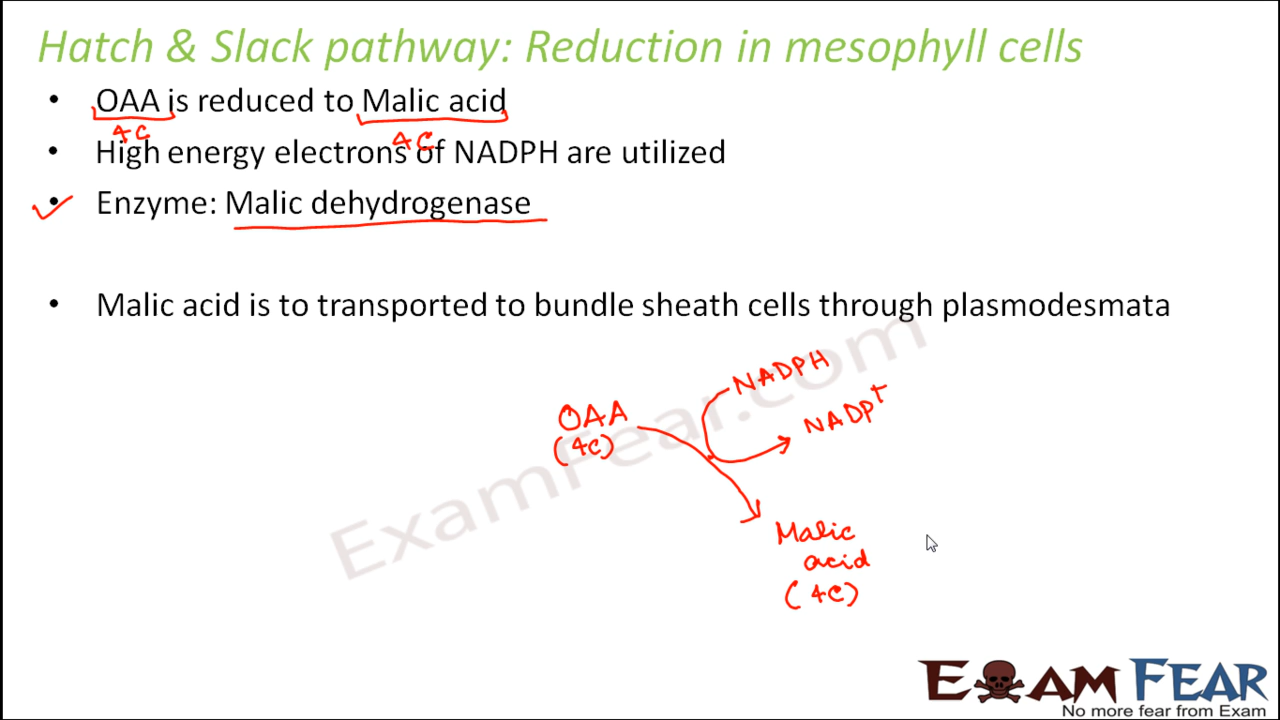 Hatch & Slack pathway: Reduction in mesophyll cells
• OAA is reduced to Malic acid
4C 4C
• High energy electrons of NADPH are utilized
• Enzyme: Malic dehydrogenase
• Malic acid is to transported to bundle sheath cells through plasmodesmata
NADPH
NADP+
OAA
(4C)
Malic
acid
(4C)
ExamFear.com
EXAM FEAR
No more fear from Exam